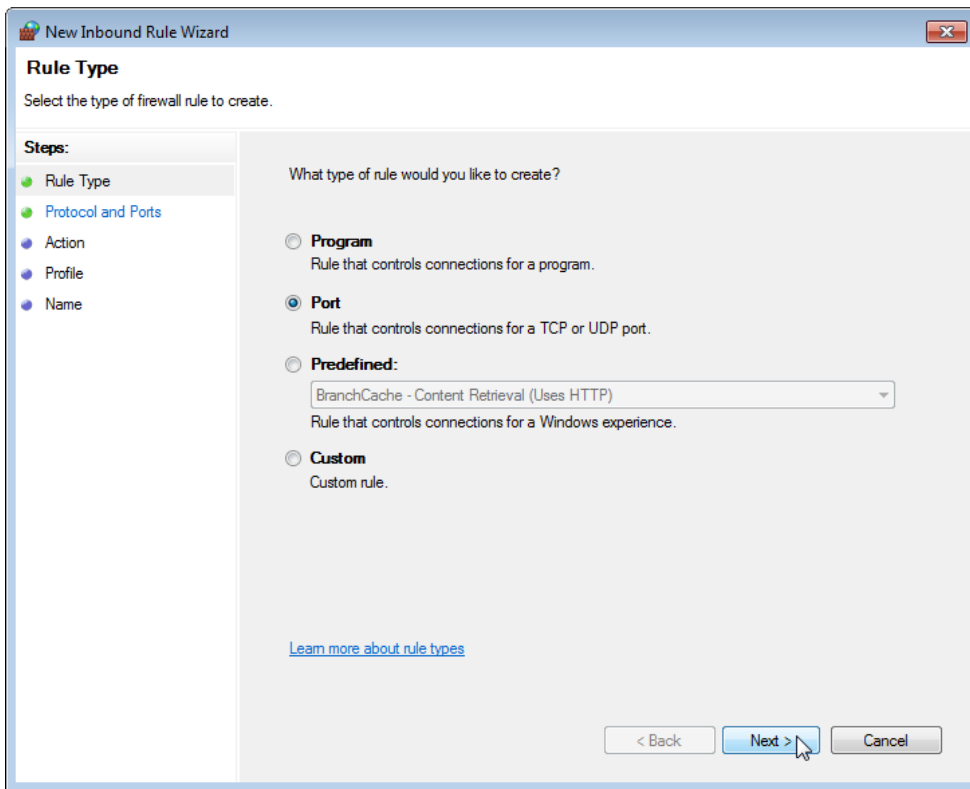 New Inbound Rule Wizard
Rule Type
Select the type of firewall rule to create.
Steps:
Rule Type
Protocol and Ports
Action
Profile
Name
What type of rule would you like to create?
Program
Rule that controls connections for a program.
Port
Rule that controls connections for a TCP or UDP port.
Predefined:
BranchCache - Content Retrieval (Uses HTTP)
Rule that controls connections for a Windows experience.
Custom
Custom rule.
Learn more about rule types
< Back
Next >
Cancel